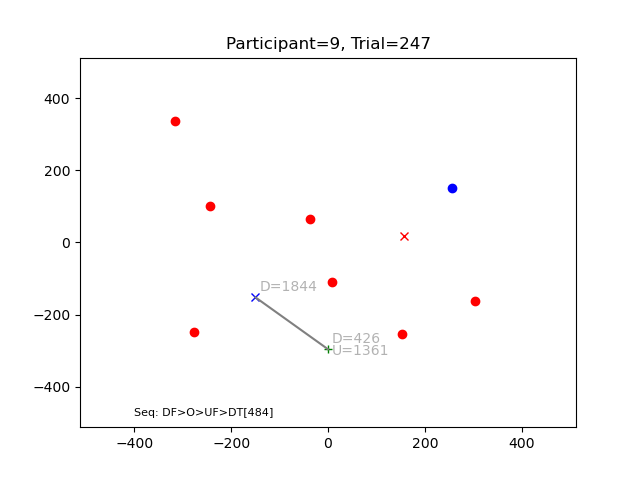 Participant=9, Trial=247
400
200
0
−200
−400
D=1844
D=426
U=1361
Seq: DF>O>UF>DT[484]
−400 −200 0 200 400